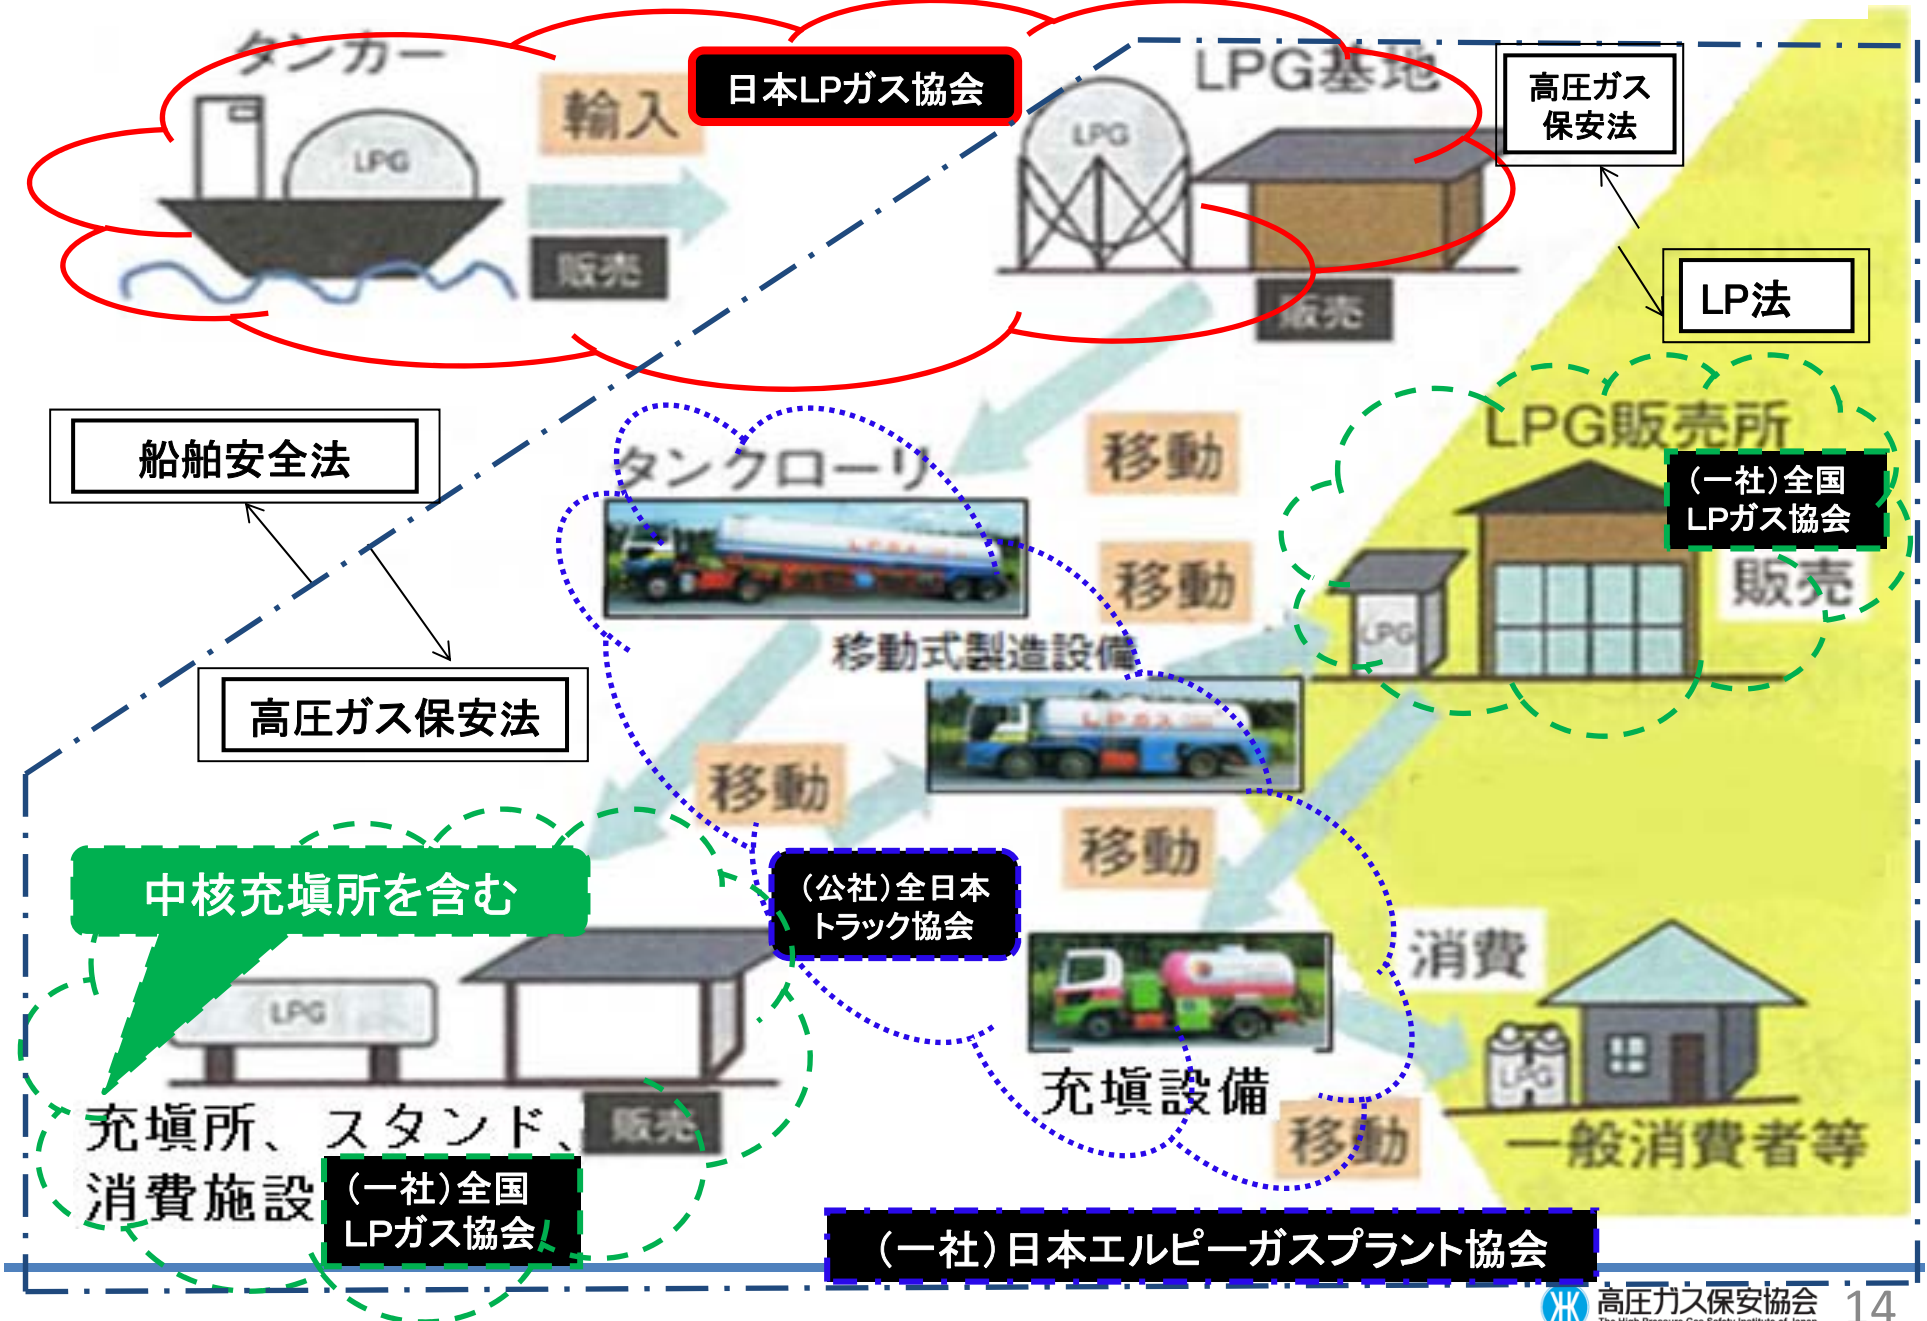 タンカー
輸入
日本LPガス協会
LPG基地
高圧ガス
保安法
LPG
LPG
販売
販売
LP法
船舶安全法
タンクローリ
移動
LPG販売所
(一社)全国
LPガス協会
移動
販売
LPG
移動式製造設備
高圧ガス保安法
移動
移動
中核充塡所を含む
(公社)全日本
トラック協会
消費
LPG
LPG
充塡設備
充塡所、スタンド、
消費施設
販売
移動
一般消費者等
(一社)全国
LPガス協会
(一社)日本エルピーガスプラント協会
高圧ガス保安協会
14